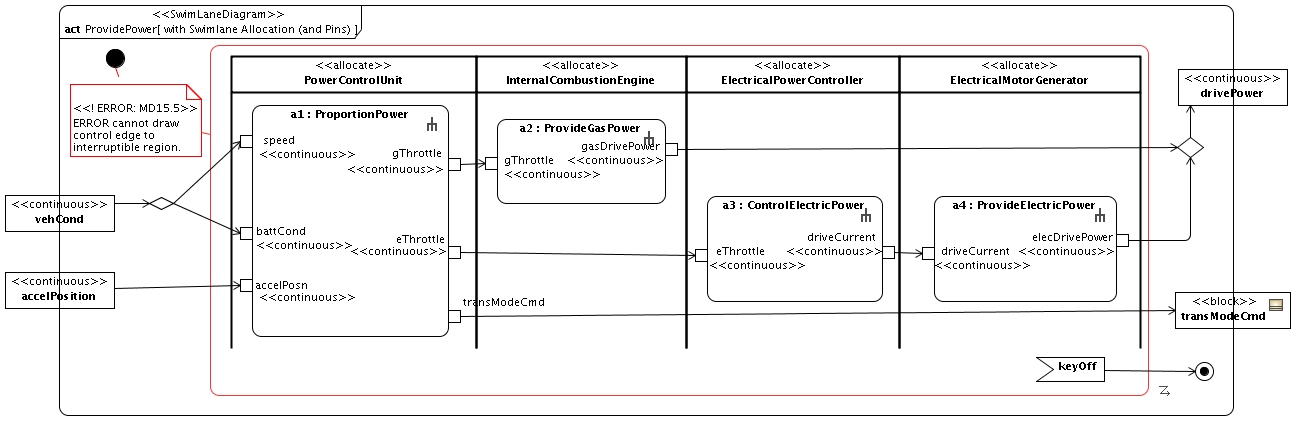 <<SwimLaneDiagram>>
act ProvidePower[ with Swimlane Allocation (and Pins) ]
<<! ERROR: MD15.5>>
ERROR cannot draw
control edge to
interruptible region.
<<allocate>>
PowerControlUnit
<<allocate>>
InternalCombustionEngine
<<allocate>>
ElectricalPowerController
<<allocate>>
ElectricalMotorGenerator
<<continuous>>
drivePower
a1 : ProportionPower
speed
<<continuous>>
gThrottle
<<continuous>>
battCond
<<continuous>>
eThrottle
<<continuous>>
accelPosn
<<continuous>>
transModeCmd
a2 : ProvideGasPower
gasDrivePower
<<continuous>>
gThrottle
<<continuous>>
<<continuous>>
vehCond
<<continuous>>
accelPosition
a3 : ControlElectricPower
driveCurrent
<<continuous>>
eThrottle
<<continuous>>
a4 : ProvideElectricPower
elecDrivePower
<<continuous>>
driveCurrent
<<continuous>>
<<block>>
transModeCmd
keyOff